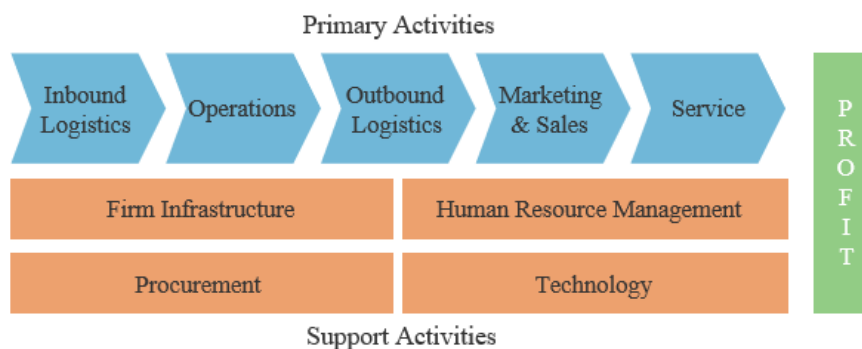 Primary Activities
Inbound
Logistics
Operations
Outbound
Logistics
Marketing
& Sales
Service
Firm Infrastructure
Human Resource Management
Procurement
Technology
Support Activities
P
R
O
F
I
T